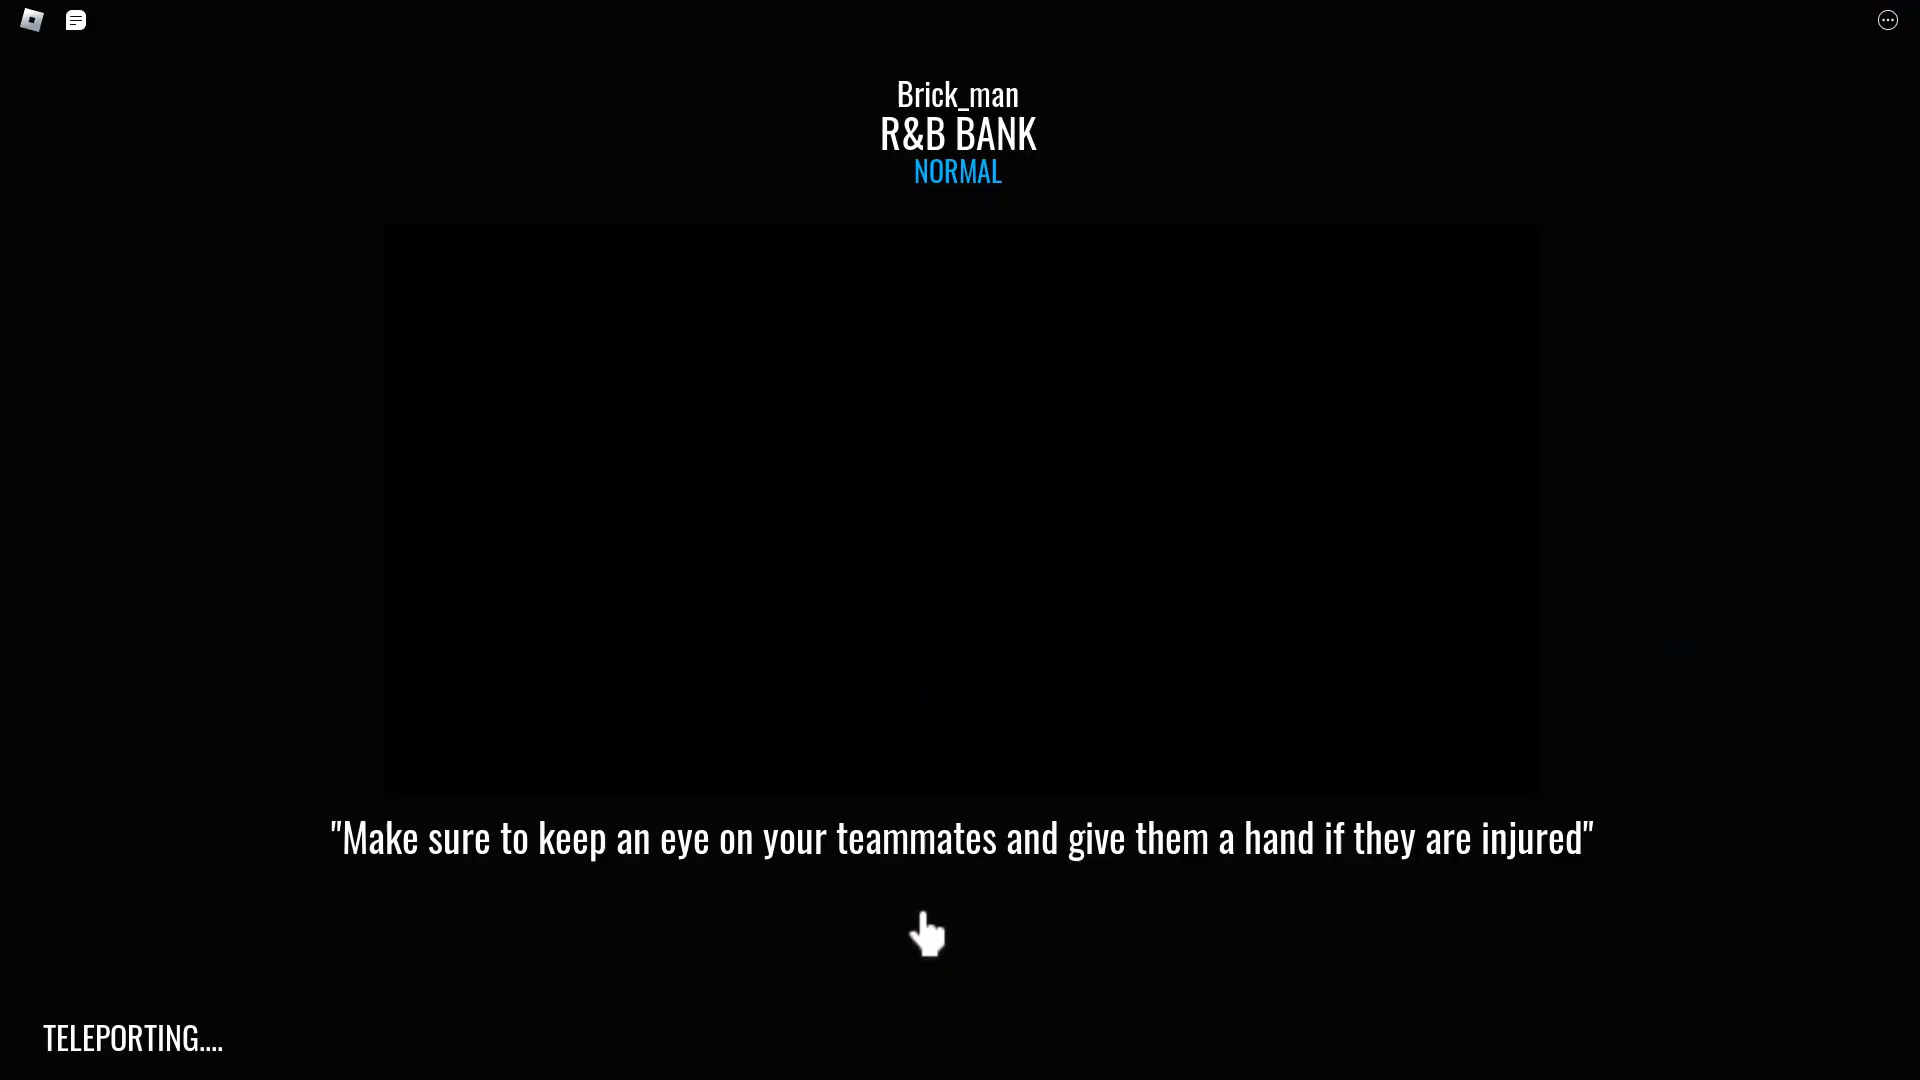 Brick_man
R&B BANK
NORMAL
"Make sure to keep an eye on your teammates and give them a hand if they are injured"
TELEPORTING....